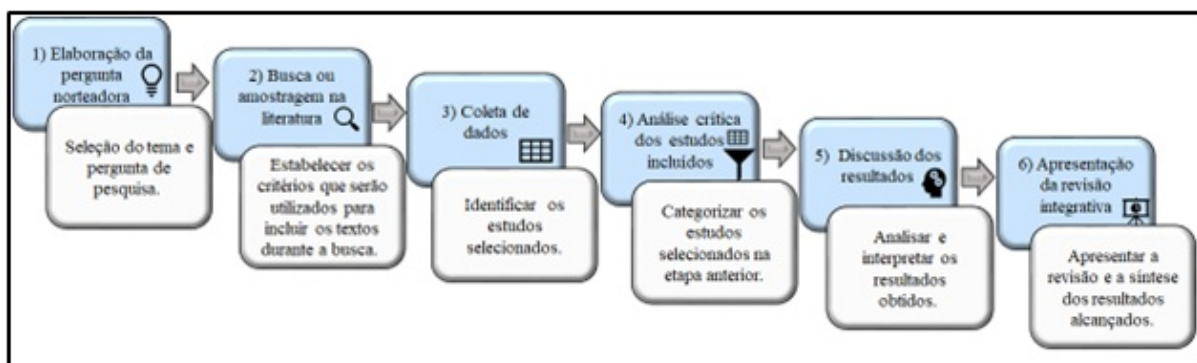 1) Elaboração da
pergunta
norteadora
Seleção do tema e
pergunta de
pesquisa.
2) Busca ou
amostragem na
literatura
Estabelecer os
critérios que serão
utilizados para
incluir os textos
durante a busca.
3) Coleta de
dados
Identificar os
estudos
selecionados.
4) Análise crítica
dos estudos
incluídos
Categorizar os
estudos
selecionados na
etapa anterior.
5) Discussão dos
resultados
Analisar e
interpretar os
resultados
obtidos.
6) Apresentação
da revisão
integrativa
Apresentar a
revisão e a síntese
dos resultados
alcançados.